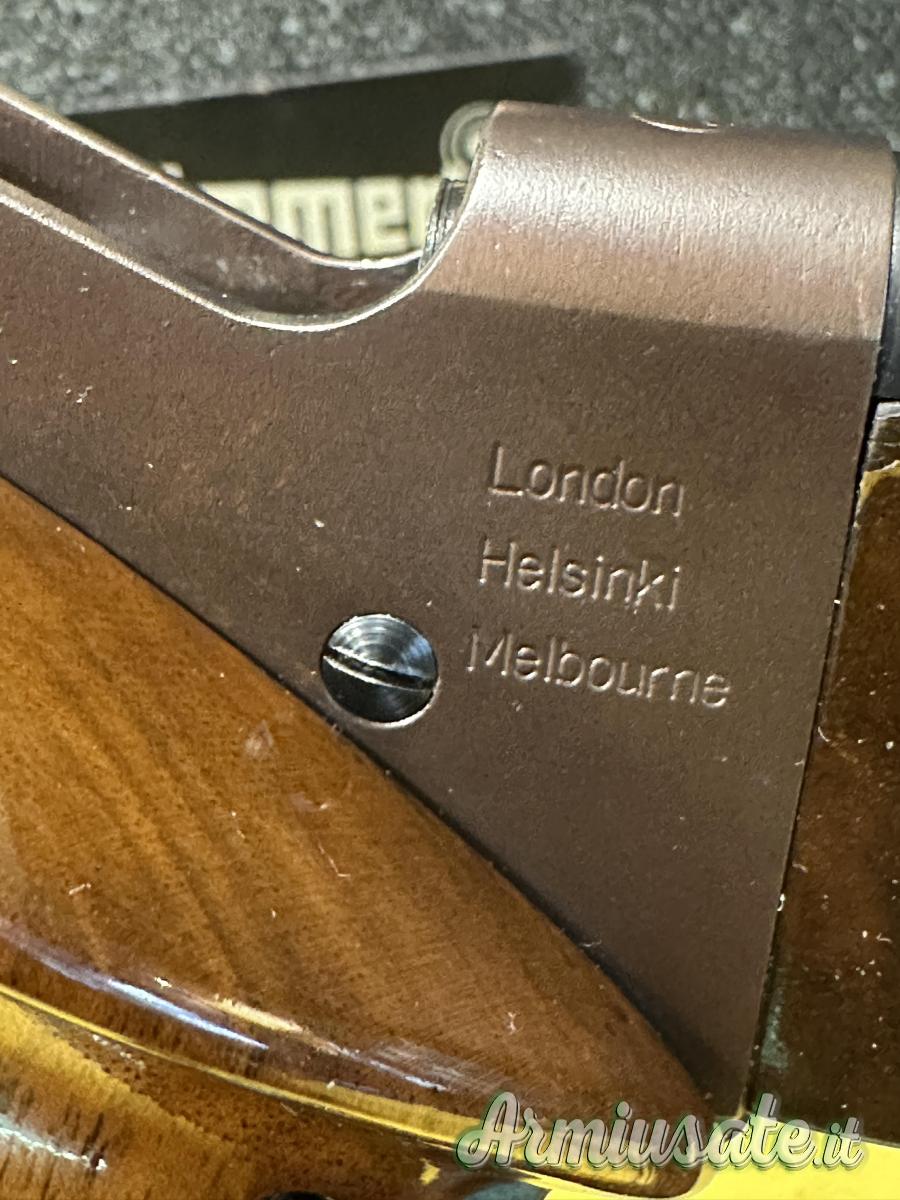 London
Helsinki
Melbourne
Armiusate.it